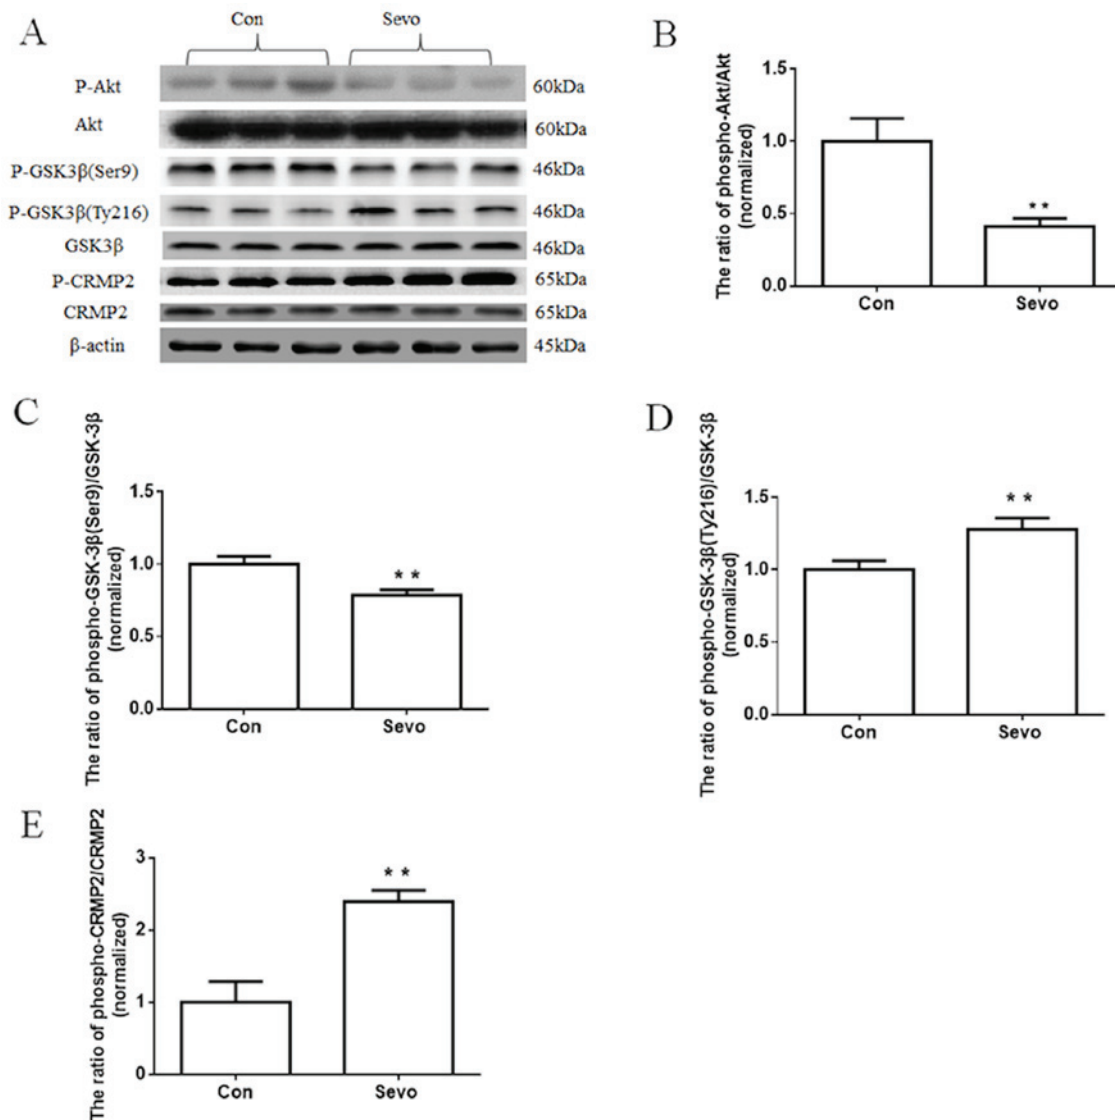 A
Con Sevo
P-Akt 60kDa
Akt 60kDa
P-GSK3β(Ser9) 46kDa
P-GSK3β(Ty216) 46kDa
GSK3β 46kDa
P-CRMP2 65kDa
CRMP2 65kDa
β-actin 45kDa
B
The ratio of phospho-Akt/Akt
(normalized)
1.5
1.0
0.5
0.0
**
Con Sevo
C
The ratio of phospho-GSK-3β(Ser9)/GSK-3β
(normalized)
1.5
1.0
0.5
0.0
**
Con Sevo
D
The ratio of phospho-GSK-3β(Ty216)/GSK-3β
(normalized)
1.5
1.0
0.5
0.0
**
Con Sevo
E
The ratio of phospho-CRMP2/CRMP2
(normalized)
3
2
1
0
**
Con Sevo